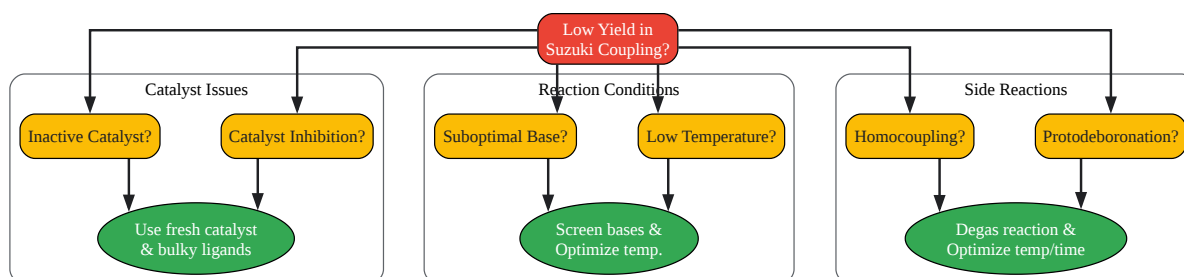 Low Yield in
Suzuki Coupling?
Catalyst Issues
Reaction Conditions
Side Reactions
Inactive Catalyst?
Catalyst Inhibition?
Suboptimal Base?
Low Temperature?
Homocoupling?
Protodeboronation?
Use fresh catalyst
& bulky ligands
Screen bases &
Optimize temp.
Degas reaction &
Optimize temp/time